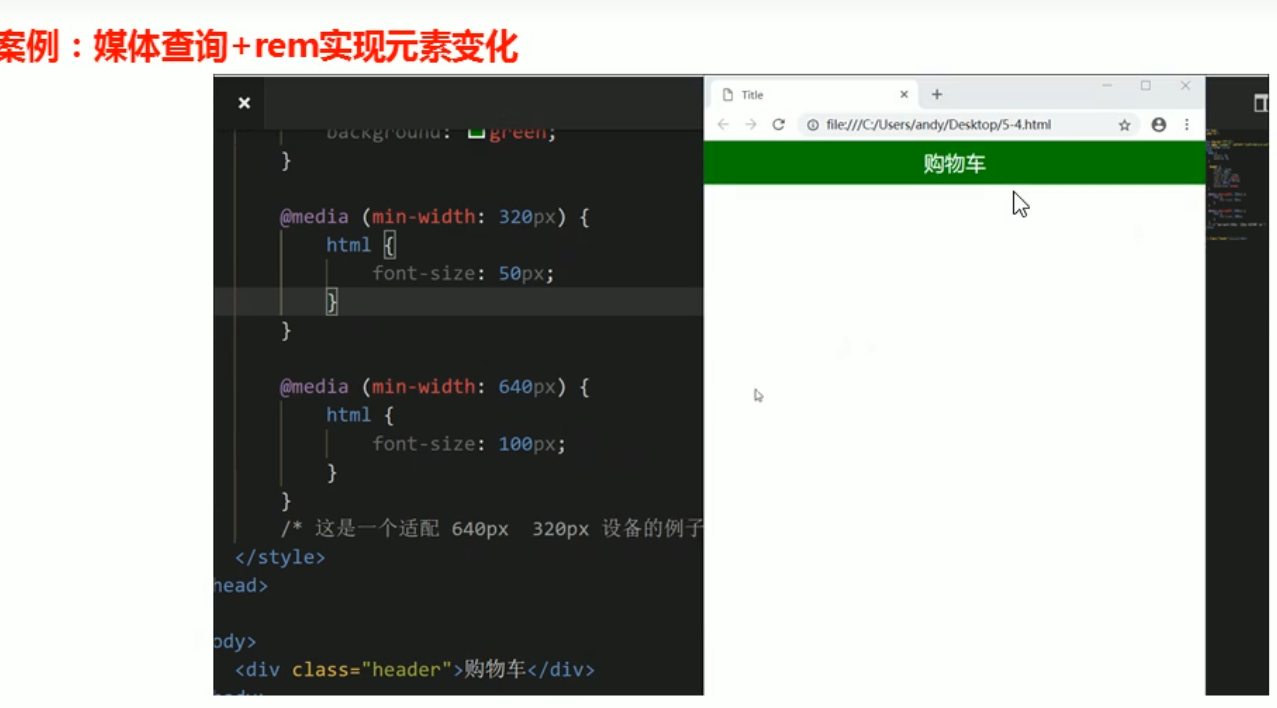 案例：媒体查询+rem实现元素变化
background: green;
}
@media (min-width: 320px) {
html {
font-size: 50px;
}
}
@media (min-width: 640px) {
html {
font-size: 100px;
}
}
/* 这是一个适配 640px 320px 设备的例子
</style>
head>
ody>
<div class="header">购物车</div>
Title
file:///C:/Users/andy/Desktop/5-4.html
购物车